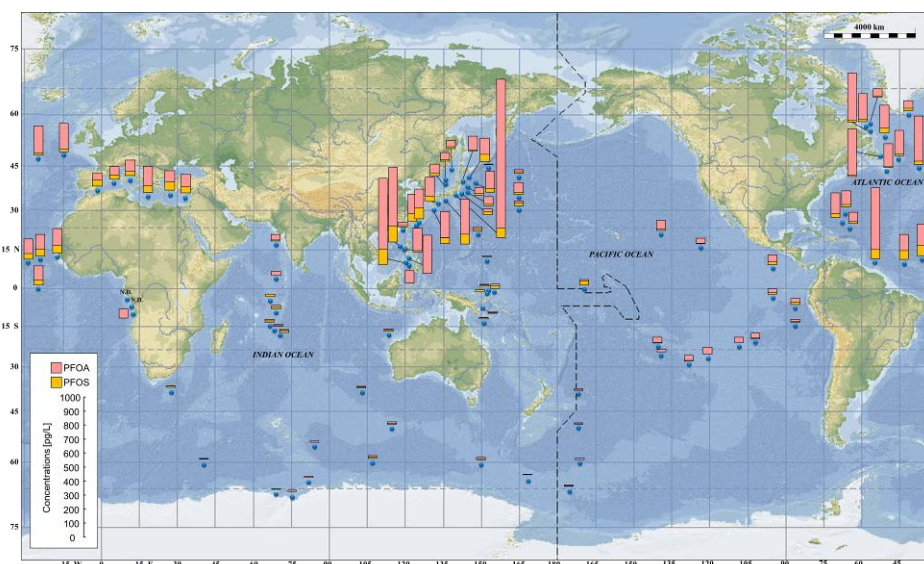 4000 km
75
60
45
ATLANTIC OCEAN
30
15 N
PACIFIC OCEAN
0
N.D.
N.D.
15 S
INDIAN OCEAN
PFOA
PFOS
30
Concentrations [pg/L]
1000
900
800
700
600
500
400
300
200
100
0
45
60
75
15 W 0 15 E 30 60 75 90 105 120 135 150 165 180 165 150 135 120 105 90 75 60 45